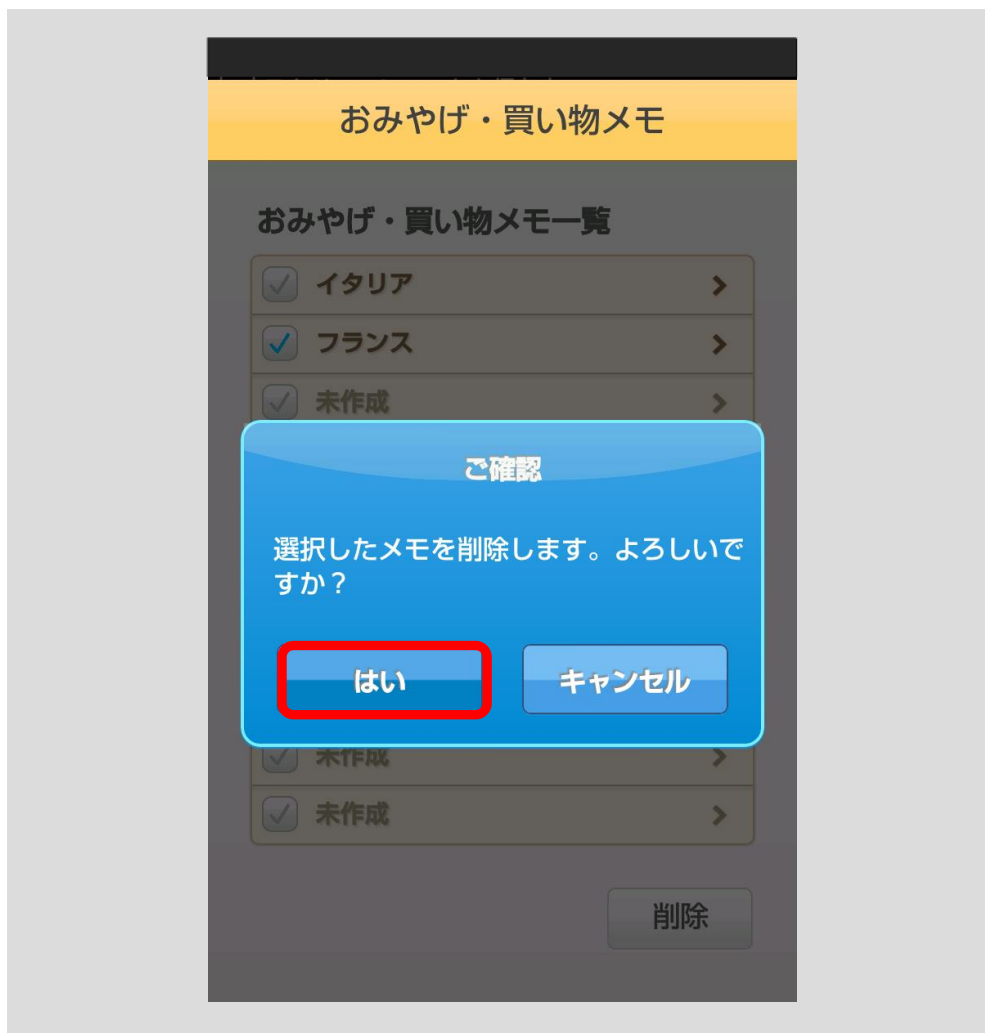 おみやげ・買い物メモ
おみやげ・買い物メモ一覧
イタリア
フランス
未作成
ご確認
選択したメモを削除します。よろしいで
すか？
はい
キャンセル
未作成
未作成
削除